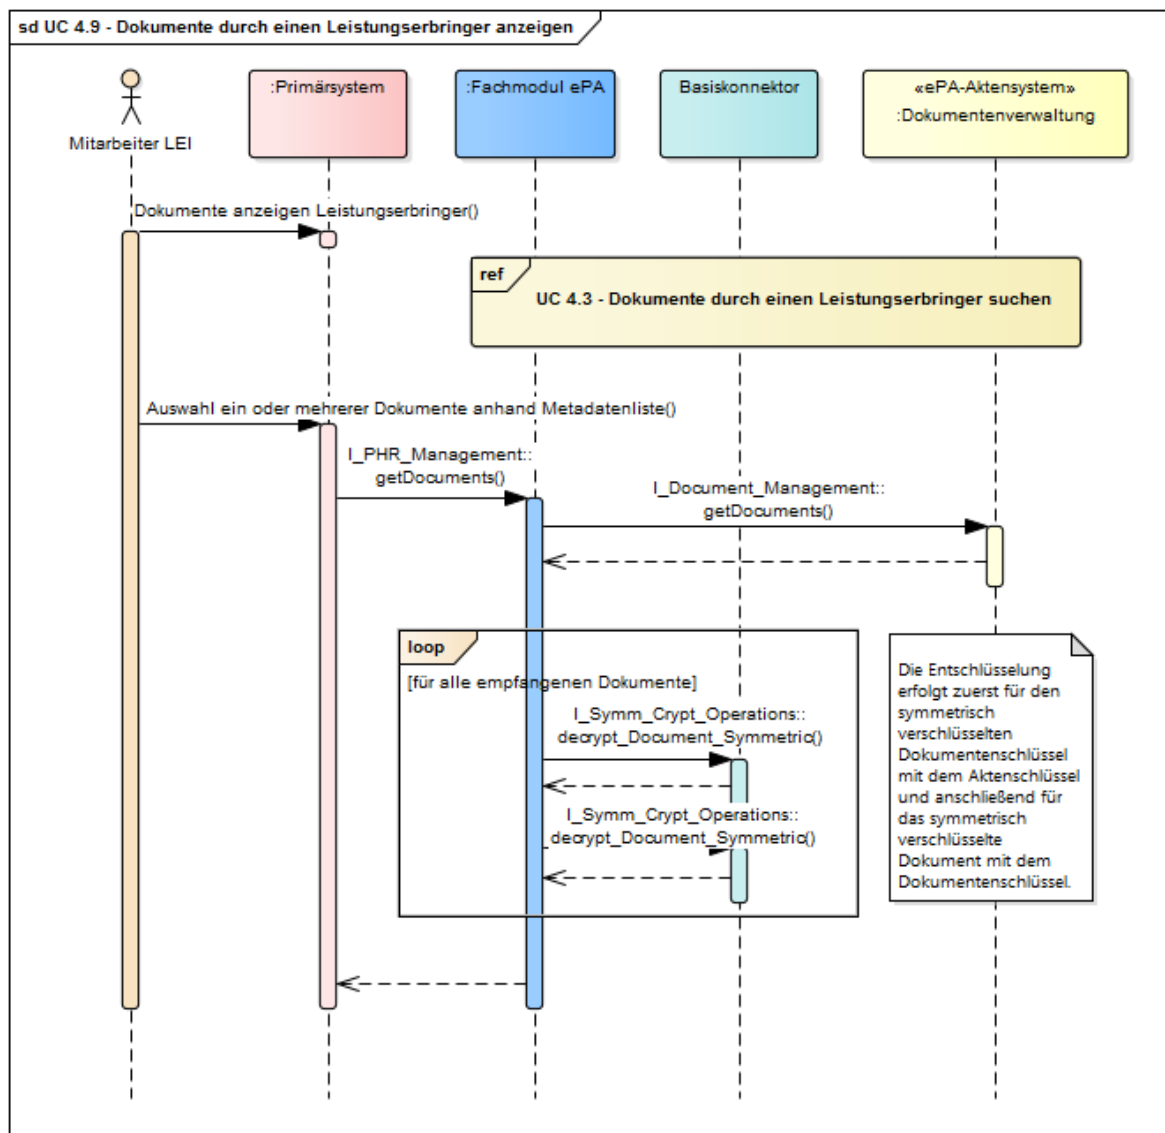 sd UC 4.9 - Dokumente durch einen Leistungserbringer anzeigen
Mitarbeiter LEI
:Primärsystem
:Fachmodul ePA
Basiskonnektor
«ePA-Aktensystem»
:Dokumentenverwaltung
Dokumente anzeigen Leistungserbringer()
ref
UC 4.3 - Dokumente durch einen Leistungserbringer suchen
Auswahl ein oder mehrerer Dokumente anhand Metadatenliste()
I_PHR_Management::
getDocuments()
I_Document_Management::
getDocuments()
loop
[für alle empfangenen Dokumente]
I_Symm_Crypt_Operations::
decrypt_Document_Symmetric()
I_Symm_Crypt_Operations::
decrypt_Document_Symmetric()
Die Entschlüsselung
erfolgt zuerst für den
symmetrisch
verschlüsselten
Dokumentenschlüssel
mit dem Aktenschlüssel
und anschließend für
das symmetrisch
verschlüsselte
Dokument mit dem
Dokumentenschlüssel.